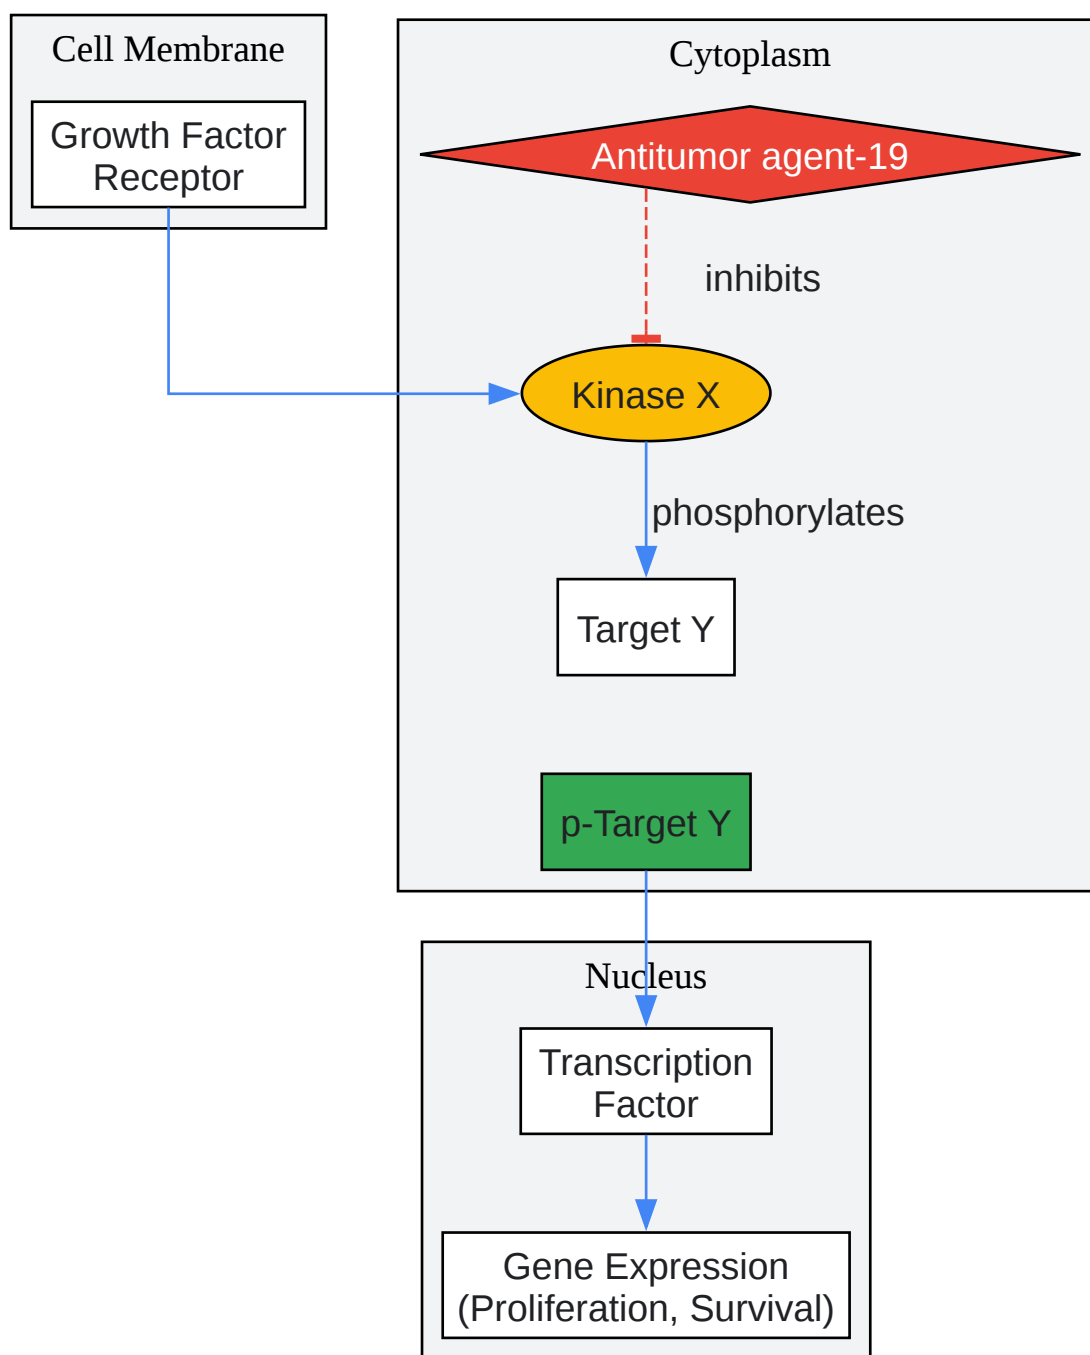 Cell Membrane
Growth Factor
Receptor
Cytoplasm
Antitumor agent-19
inhibits
Kinase X
phosphorylates
Target Y
p-Target Y
Nucleus
Transcription
Factor
Gene Expression
(Proliferation, Survival)